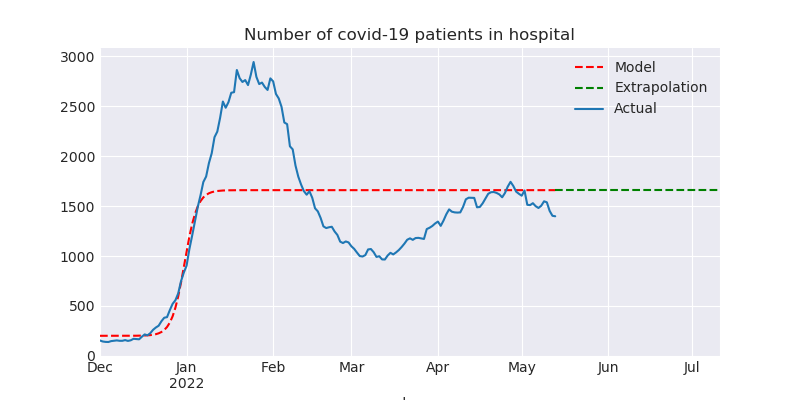 Number of covid-19 patients in hospital
3000
2500
2000
1500
1000
500
0
Model
Extrapolation
Actual
Dec Jan Feb Mar Apr May Jun Jul
2022